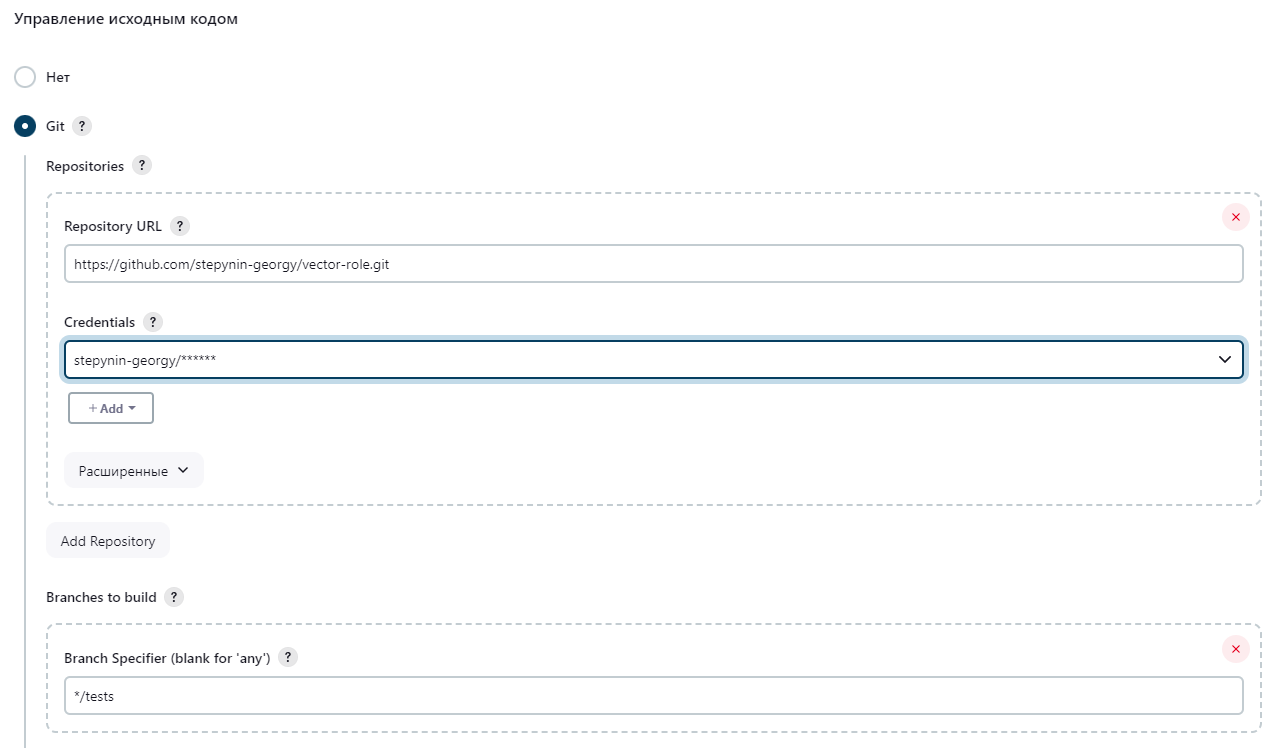 Управление исходным кодом
Нет
Git ?
Repositories ?
Repository URL ?
https://github.com/stepynin-georgy/vector-role.git
Credentials ?
stepynin-georgy/******
+ Add
Расширенные
Add Repository
Branches to build ?
Branch Specifier (blank for 'any') ?
*/tests